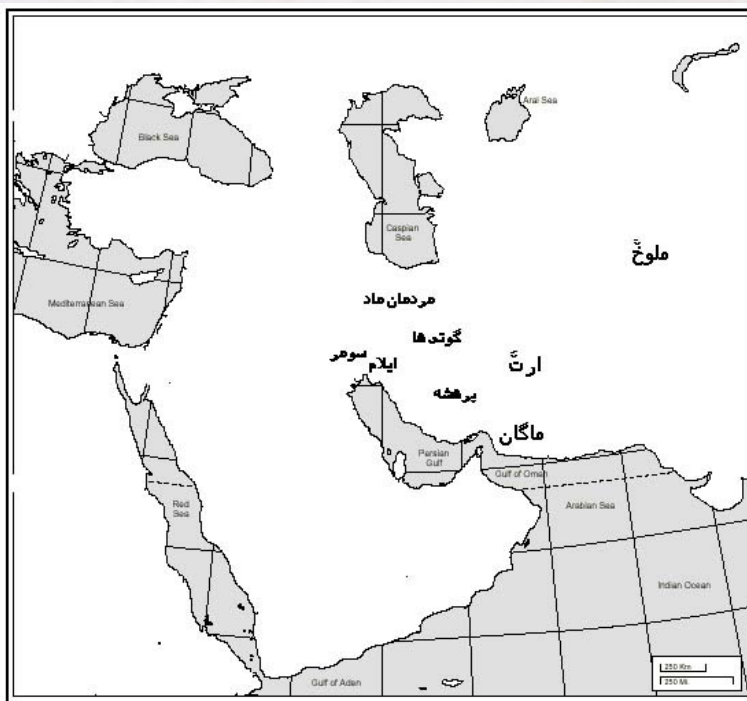 Aral Sea
Black Sea
Caspian
Sea
ملوخَّ
Mediterranean Sea
مردمان ماد
گوتی‌ها
سومر
ایلام
ارتَّ
پرهشه
ماگان
Persian
Gulf
Gulf of Oman
Red
Sea
Arabian Sea
Indian Ocean
250 Km
250 Mi
Gulf of Aden